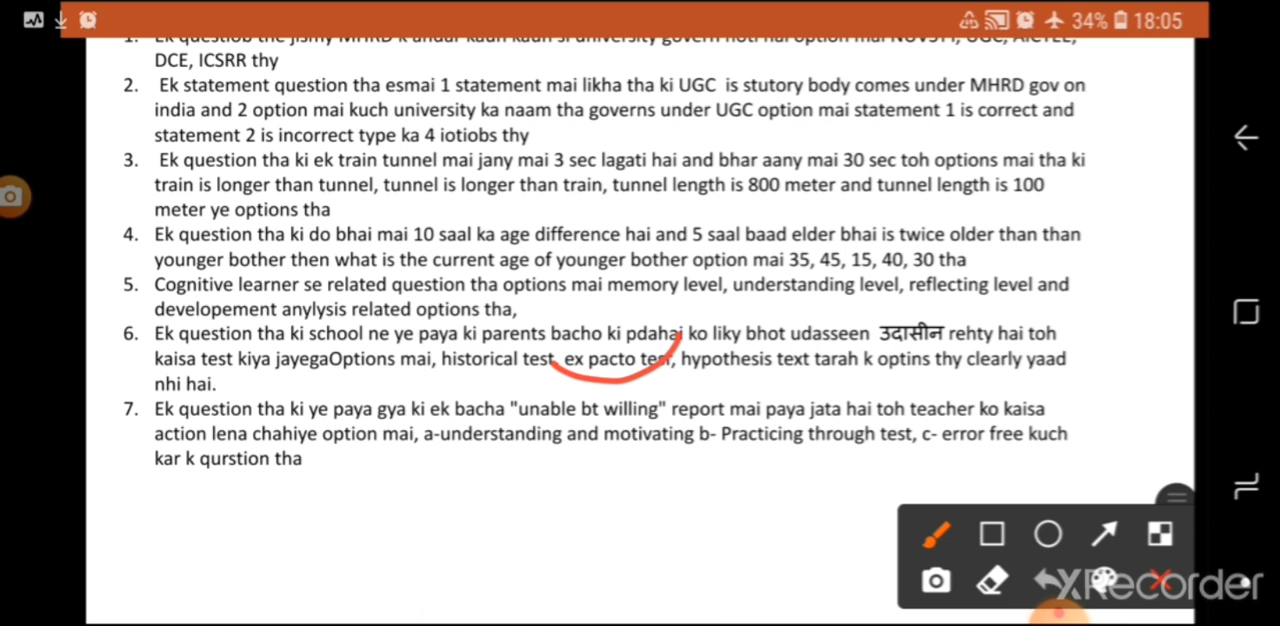 34% 18:05
DCE, ICSRR thy
2. Ek statement question tha esmai 1 statement mai likha tha ki UGC is stutory body comes under MHRD gov on
india and 2 option mai kuch university ka naam tha governs under UGC option mai statement 1 is correct and
statement 2 is incorrect type ka 4 iotiobs thy
3. Ek question tha ki ek train tunnel mai jany mai 3 sec lagati hai and bhar aany mai 30 sec toh options mai tha ki
train is longer than tunnel, tunnel is longer than train, tunnel length is 800 meter and tunnel length is 100
meter ye options tha
4. Ek question tha ki do bhai mai 10 saal ka age difference hai and 5 saal baad elder bhai is twice older than than
younger bother then what is the current age of younger bother option mai 35, 45, 15, 40, 30 tha
5. Cognitive learner se related question tha options mai memory level, understanding level, reflecting level and
developement anylysis related options tha,
6. Ek question tha ki school ne ye paya ki parents bacho ki pdahai ko liky bhot udasseen उदासीन rehty hai toh
kaisa test kiya jayegaOptions mai, historical test, ex pacto test, hypothesis text tarah k optins thy clearly yaad
nhi hai.
7. Ek question tha ki ye paya gya ki ek bacha "unable bt willing" report mai paya jata hai toh teacher ko kaisa
action lena chahiye option mai, a-understanding and motivating b- Practicing through test, c- error free kuch
kar k qurstion tha
XRecorder